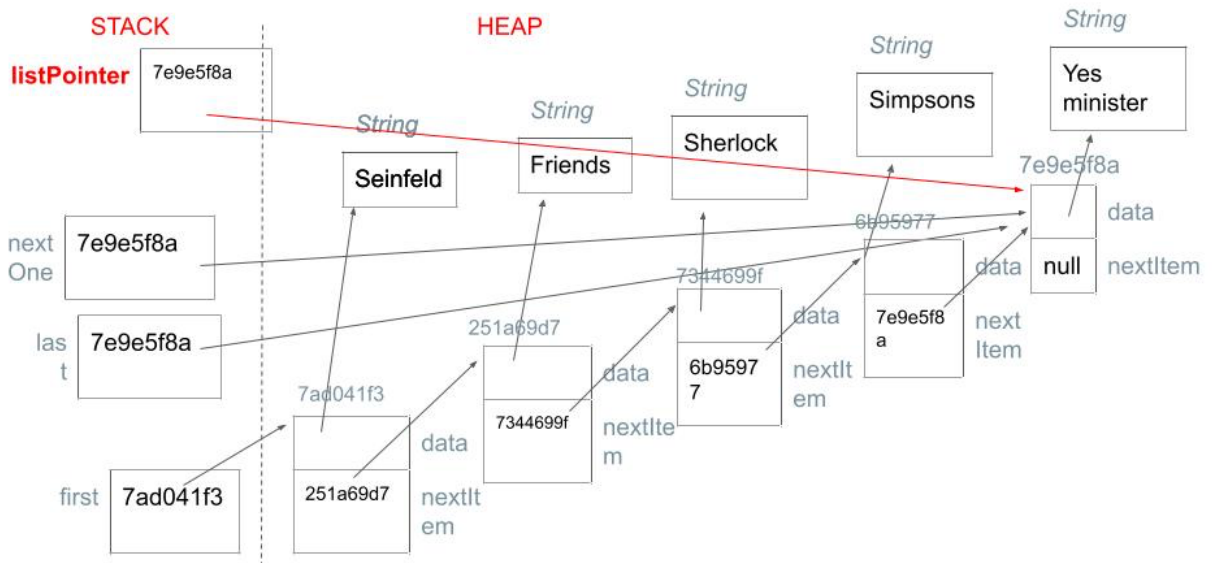 STACK
HEAP
String
String
String
String
String
listPointer
7e9e5f8a
Yes
minister
Simpsons
Sherlock
Friends
Seinfeld
7e9e5f8a
data
null
nextItem
next
One
7e9e5f8a
6b95977
data
7e9e5f8
a
next
Item
7344699f
data
6b9597
7
nextIt
em
las
t
7e9e5f8a
251a69d7
data
7344699f
nextIte
m
7ad041f3
data
251a69d7
nextIt
em
first
7ad041f3